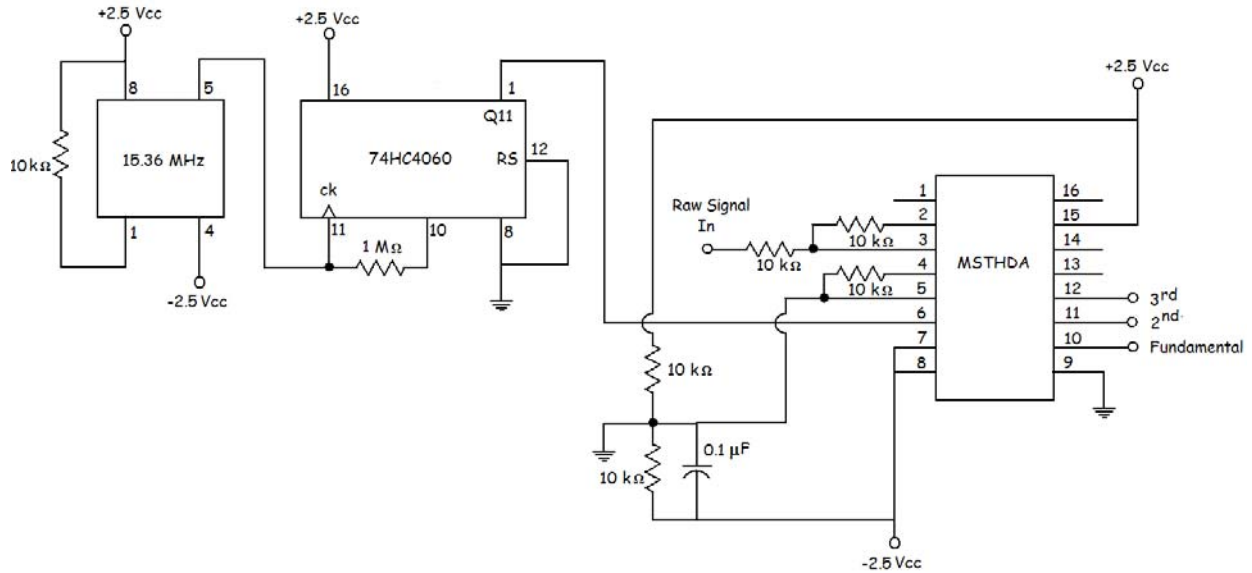 +2.5 Vcc
8
5
10 kΩ
15.36 MHz
1
4
-2.5 Vcc
+2.5 Vcc
16
1
Q11
74HC4060
RS
12
ck
11
10
8
1 MΩ
+2.5 Vcc
Raw Signal
In
10 kΩ
10 kΩ
10 kΩ
1
2
3
4
5
6
7
8
MSTHDA
16
15
14
13
12
11
10
9
3rd
2nd.
Fundamental
10 kΩ
0.1 μF
10 kΩ
-2.5 Vcc